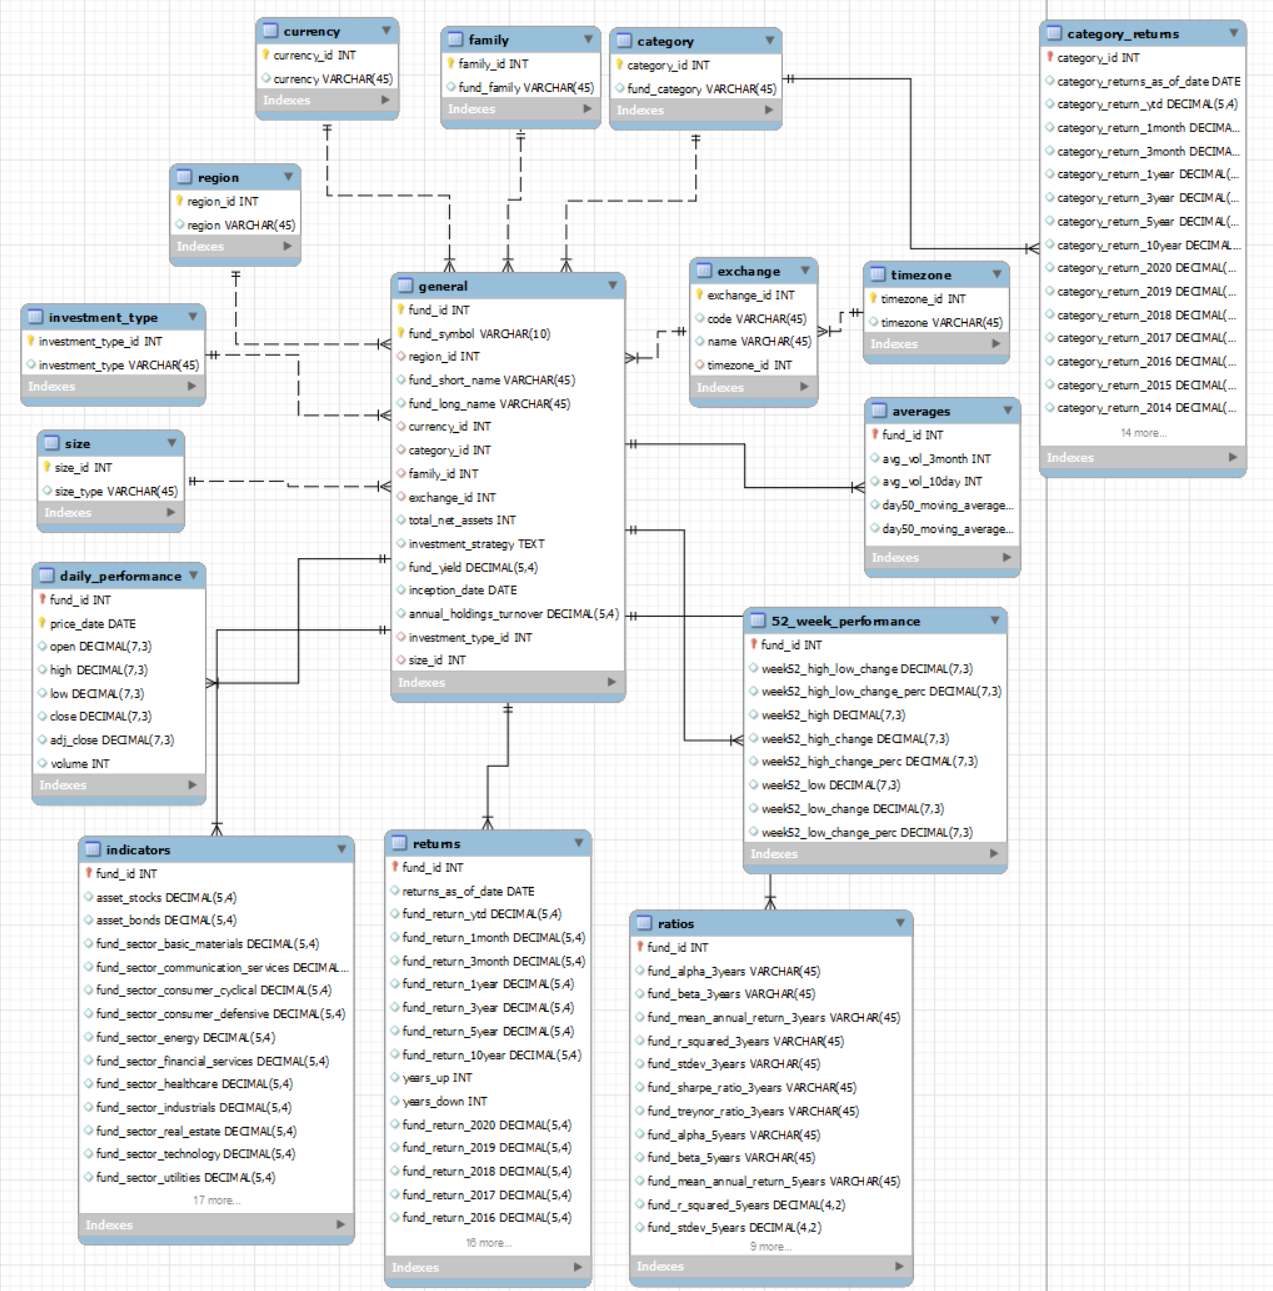 currency
currency_id INT
currency VARCHAR(45)
Indexes
family
family_id INT
fund_family VARCHAR(45)
Indexes
category
category_id INT
fund_category VARCHAR(45)
Indexes
category_returns
category_id INT
category_returns_as_of_date DATE
category_return_ytd DECIMAL(5,4)
category_return_1month DECIMA...
category_return_3month DECIMA...
category_return_1year DECIMAL(...
category_return_3year DECIMAL(...
category_return_5year DECIMAL(...
category_return_10year DECIMAL...
category_return_2020 DECIMAL(...
category_return_2019 DECIMAL(...
category_return_2018 DECIMAL(...
category_return_2017 DECIMAL(...
category_return_2016 DECIMAL(...
category_return_2015 DECIMAL(...
category_return_2014 DECIMAL(...
14 more...
Indexes
region
region_id INT
region VARCHAR(45)
Indexes
general
fund_id INT
fund_symbol VARCHAR(10)
region_id INT
fund_short_name VARCHAR(45)
fund_long_name VARCHAR(45)
currency_id INT
category_id INT
family_id INT
exchange_id INT
total_net_assets INT
investment_strategy TEXT
fund_yield DECIMAL(5,4)
inception_date DATE
annual_holdings_turnover DECIMAL(5,4)
investment_type_id INT
size_id INT
Indexes
exchange
exchange_id INT
code VARCHAR(45)
name VARCHAR(45)
timezone_id INT
Indexes
timezone
timezone_id INT
timezone VARCHAR(45)
Indexes
investment_type
investment_type_id INT
investment_type VARCHAR(45)
Indexes
averages
fund_id INT
avg_vol_3month INT
avg_vol_10day INT
day50_moving_average...
day50_moving_average...
Indexes
size
size_id INT
size_type VARCHAR(45)
Indexes
daily_performance
fund_id INT
price_date DATE
open DECIMAL(7,3)
high DECIMAL(7,3)
low DECIMAL(7,3)
close DECIMAL(7,3)
adj_close DECIMAL(7,3)
volume INT
Indexes
52_week_performance
fund_id INT
week52_high_low_change DECIMAL(7,3)
week52_high_low_change_perc DECIMAL(7,3)
week52_high DECIMAL(7,3)
week52_high_change DECIMAL(7,3)
week52_high_change_perc DECIMAL(7,3)
week52_low DECIMAL(7,3)
week52_low_change DECIMAL(7,3)
week52_low_change_perc DECIMAL(7,3)
Indexes
indicators
fund_id INT
asset_stocks DECIMAL(5,4)
asset_bonds DECIMAL(5,4)
fund_sector_basic_materials DECIMAL(5,4)
fund_sector_communication_services DECIMAL...
fund_sector_consumer_cyclical DECIMAL(5,4)
fund_sector_consumer_defensive DECIMAL(5,4)
fund_sector_energy DECIMAL(5,4)
fund_sector_financial_services DECIMAL(5,4)
fund_sector_healthcare DECIMAL(5,4)
fund_sector_industrials DECIMAL(5,4)
fund_sector_real_estate DECIMAL(5,4)
fund_sector_technology DECIMAL(5,4)
fund_sector_utilities DECIMAL(5,4)
17 more...
Indexes
returns
fund_id INT
returns_as_of_date DATE
fund_return_ytd DECIMAL(5,4)
fund_return_1month DECIMAL(5,4)
fund_return_3month DECIMAL(5,4)
fund_return_1year DECIMAL(5,4)
fund_return_3year DECIMAL(5,4)
fund_return_5year DECIMAL(5,4)
fund_return_10year DECIMAL(5,4)
years_up INT
years_down INT
fund_return_2020 DECIMAL(5,4)
fund_return_2019 DECIMAL(5,4)
fund_return_2018 DECIMAL(5,4)
fund_return_2017 DECIMAL(5,4)
fund_return_2016 DECIMAL(5,4)
16 more...
Indexes
ratios
fund_id INT
fund_alpha_3years VARCHAR(45)
fund_beta_3years VARCHAR(45)
fund_mean_annual_return_3years VARCHAR(45)
fund_r_squared_3years VARCHAR(45)
fund_stdev_3years VARCHAR(45)
fund_sharpe_ratio_3years VARCHAR(45)
fund_treynor_ratio_3years VARCHAR(45)
fund_alpha_5years VARCHAR(45)
fund_beta_5years VARCHAR(45)
fund_mean_annual_return_5years VARCHAR(45)
fund_r_squared_5years DECIMAL(4,2)
fund_stdev_5years DECIMAL(4,2)
9 more...
Indexes